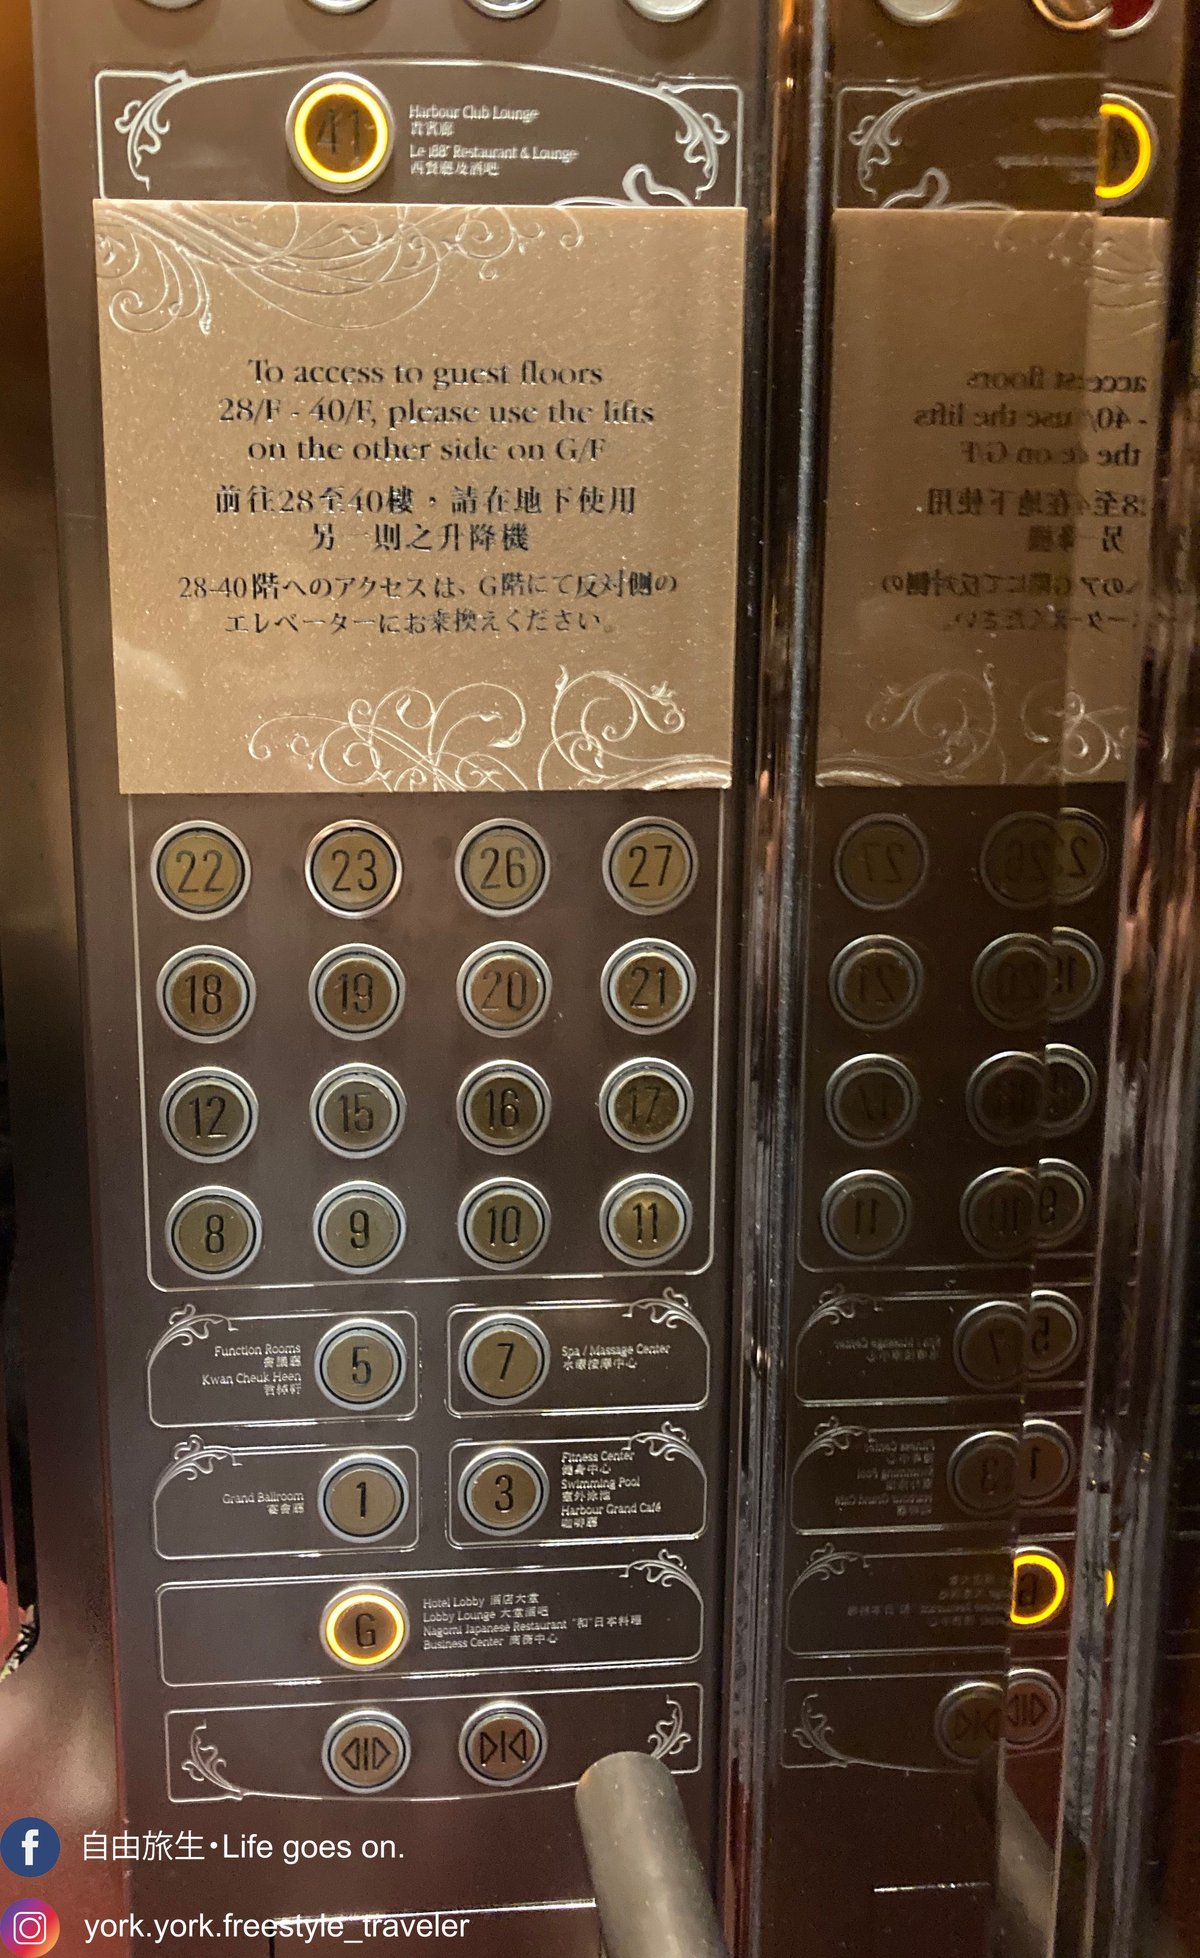 41
Harbour Club Lounge
貴賓廊
Le 188° Restaurant & Lounge
西餐廳及酒吧
To access to guest floors
28/F - 40/F, please use the lifts
on the other side on G/F
前往28至40樓，請在地下使用
另一則之升降機
28-40階へのアクセスは、G階にて反対側の
エレベーターにお乗換えください。
22 23 26 27
18 19 20 21
12 15 16 17
8 9 10 11
Function Rooms
會議廳
Kwan Cheuk Heen
5
7
Spa / Massage Center
水療按摩中心
Grand Ballroom
宴會廳
1
3
Fitness Center
健身中心
Swimming Pool
室外泳池
Harbour Grand Café
咖啡廳
G
Hotel Lobby 酒店大堂
Lobby Lounge 大堂酒吧
Nagomi Japanese Restaurant "和"日本料理
Business Center 商務中心
自由旅生•Life goes on.
york.york.freestyle_traveler